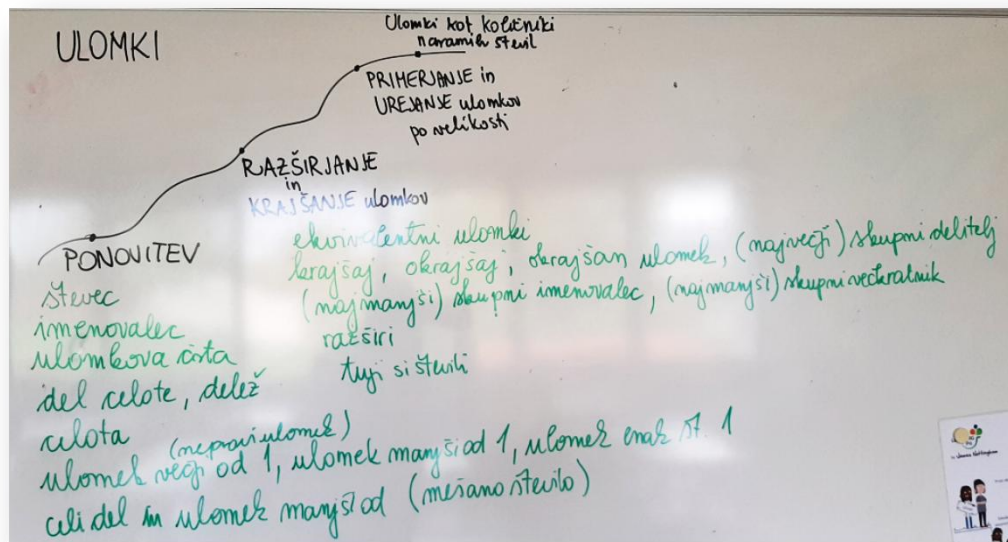 ULOMKI
Ulomki kot količniki
naravnih števil
PRIMERJANJE in
UREJANJE ulomkov
po velikosti
RAZŠIRJANJE
in
KRAJŠANJE ulomkov
PONOVITEV
števec
imenovalec
ulomkova črta
del celote, delež
celota
(nepravi ulomek)
ulomek večji od 1, ulomek manjši od 1, ulomek enak št. 1
celi del in ulomek manjši od (mešano število)
ekvivalentni ulomki
krajšaj, okrajšaj, okrajšan ulomek, (največji) skupni delitelj
(najmanjši) skupni imenovalec, (najmanjši) skupni večkratnik
razširi
tuji si števili